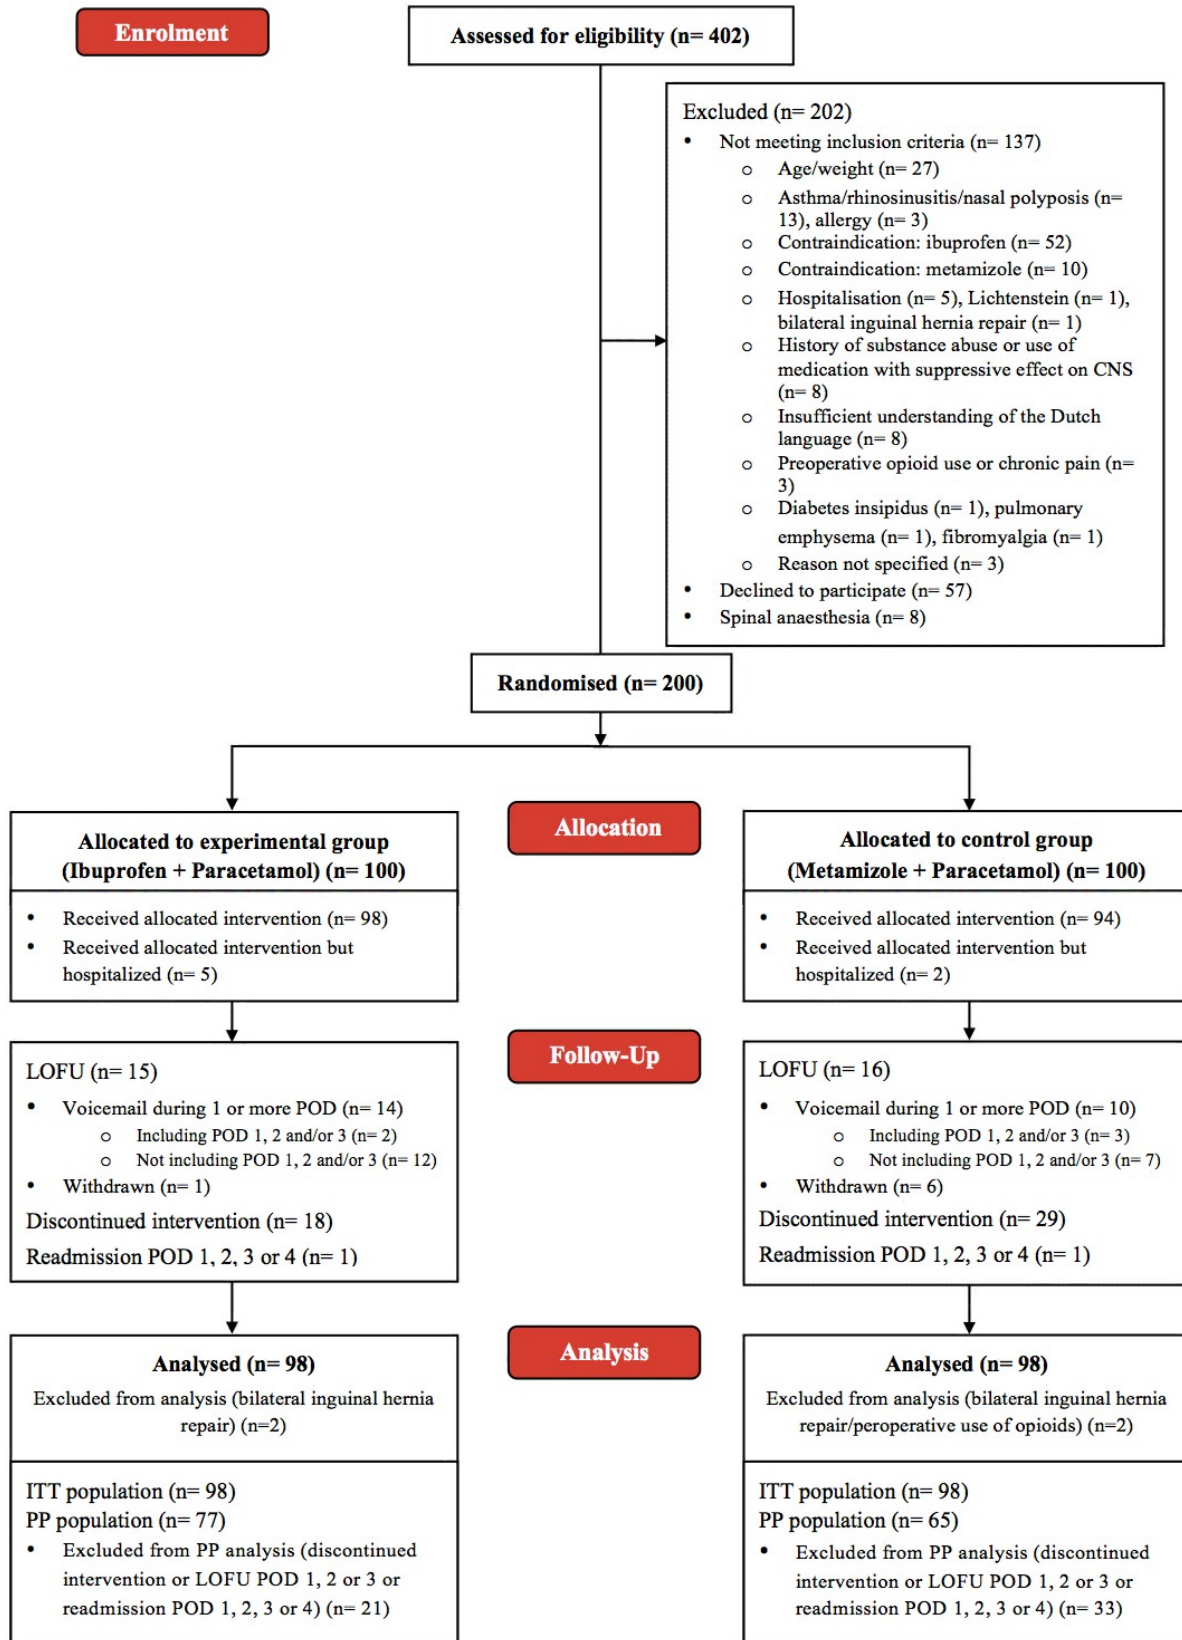 Enrolment
Assessed for eligibility (n= 402)
Excluded (n= 202)
• Not meeting inclusion criteria (n= 137)
o Age/weight (n= 27)
o Asthma/rhinosinusitis/nasal polyposis (n=
13), allergy (n= 3)
o Contraindication: ibuprofen (n= 52)
o Contraindication: metamizole (n= 10)
o Hospitalisation (n= 5), Lichtenstein (n= 1),
bilateral inguinal hernia repair (n= 1)
o History of substance abuse or use of
medication with suppressive effect on CNS
(n= 8)
o Insufficient understanding of the Dutch
language (n= 8)
o Preoperative opioid use or chronic pain (n=
3)
o Diabetes insipidus (n= 1), pulmonary
emphysema (n= 1), fibromyalgia (n= 1)
o Reason not specified (n= 3)
• Declined to participate (n= 57)
• Spinal anaesthesia (n= 8)
Randomised (n= 200)
Allocation
Allocated to experimental group
(Ibuprofen + Paracetamol) (n= 100)
• Received allocated intervention (n= 98)
• Received allocated intervention but
hospitalized (n= 5)
Allocated to control group
(Metamizole + Paracetamol) (n= 100)
• Received allocated intervention (n= 94)
• Received allocated intervention but
hospitalized (n= 2)
Follow-Up
LOFU (n= 15)
• Voicemail during 1 or more POD (n= 14)
o Including POD 1, 2 and/or 3 (n= 2)
o Not including POD 1, 2 and/or 3 (n= 12)
• Withdrawn (n= 1)
Discontinued intervention (n= 18)
Readmission POD 1, 2, 3 or 4 (n= 1)
LOFU (n= 16)
• Voicemail during 1 or more POD (n= 10)
o Including POD 1, 2 and/or 3 (n= 3)
o Not including POD 1, 2 and/or 3 (n= 7)
• Withdrawn (n= 6)
Discontinued intervention (n= 29)
Readmission POD 1, 2, 3 or 4 (n= 1)
Analysis
Analysed (n= 98)
Excluded from analysis (bilateral inguinal hernia
repair) (n=2)
ITT population (n= 98)
PP population (n= 77)
• Excluded from PP analysis (discontinued
intervention or LOFU POD 1, 2 or 3 or
readmission POD 1, 2, 3 or 4) (n= 21)
Analysed (n= 98)
Excluded from analysis (bilateral inguinal hernia
repair/peroperative use of opioids) (n=2)
ITT population (n= 98)
PP population (n= 65)
• Excluded from PP analysis (discontinued
intervention or LOFU POD 1, 2 or 3 or
readmission POD 1, 2, 3 or 4) (n= 33)